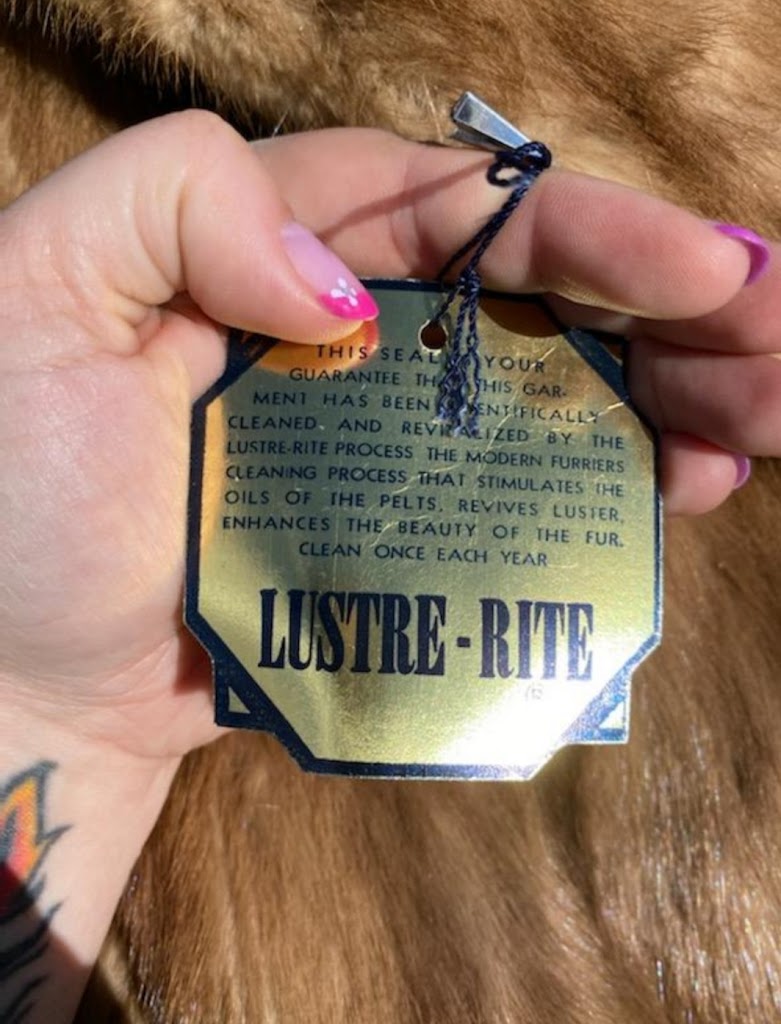 THIS SEAL YOUR
GUARANTEE THIS GAR-
MENT HAS BEEN SCIENTIFICALLY
CLEANED AND REVITALIZED BY THE
LUSTRE-RITE PROCESS THE MODERN FURRIERS
CLEANING PROCESS THAT STIMULATES THE
OILS OF THE PELTS, REVIVES LUSTER,
ENHANCES THE BEAUTY OF THE FUR.
CLEAN ONCE EACH YEAR
LUSTRE-RITE
®